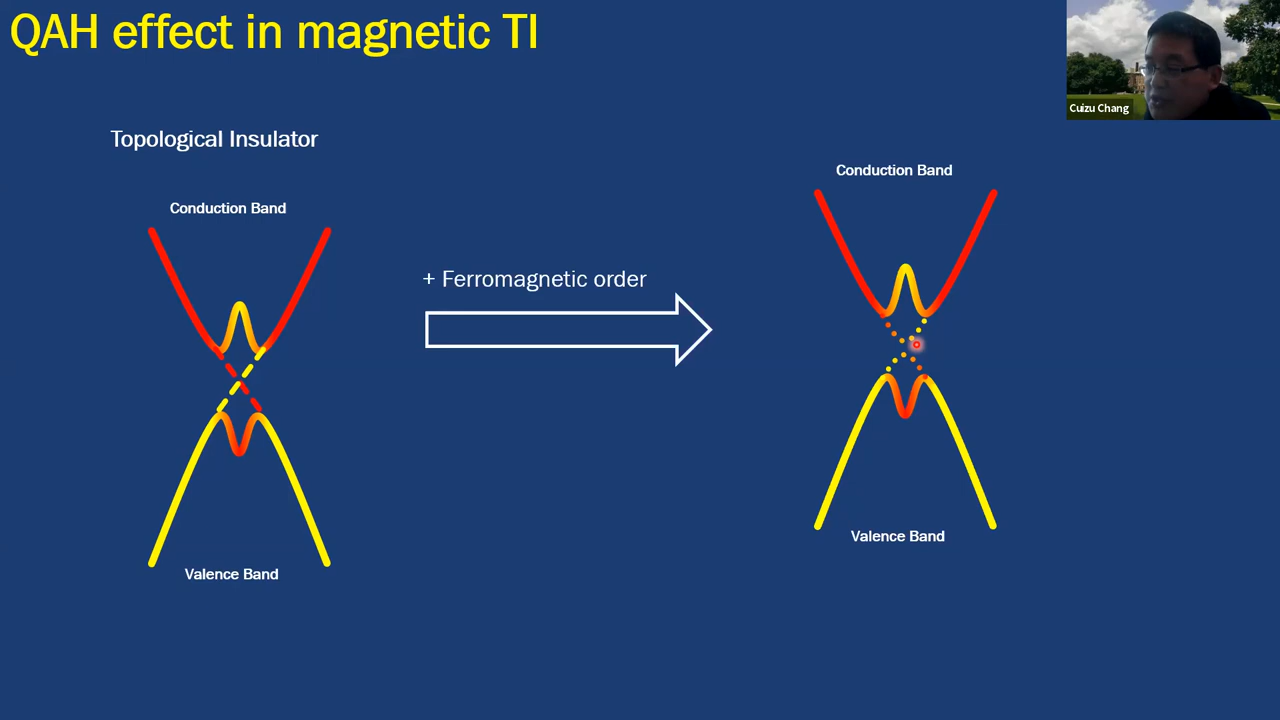 QAH effect in magnetic TI
Cuizu Chang
Topological Insulator
Conduction Band
Conduction Band
+ Ferromagnetic order
Valence Band
Valence Band